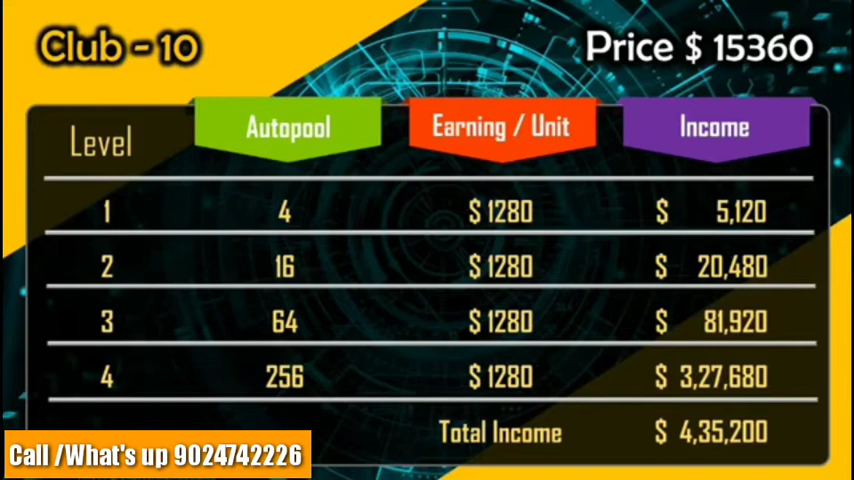 Club - 10 Price $ 15360
Level Autopool Earning / Unit Income
1 4 $ 1280 $ 5,120
2 16 $ 1280 $ 20,480
3 64 $ 1280 $ 81,920
4 256 $ 1280 $ 3,27,680
Total Income $ 4,35,200
Call /What's up 9024742226